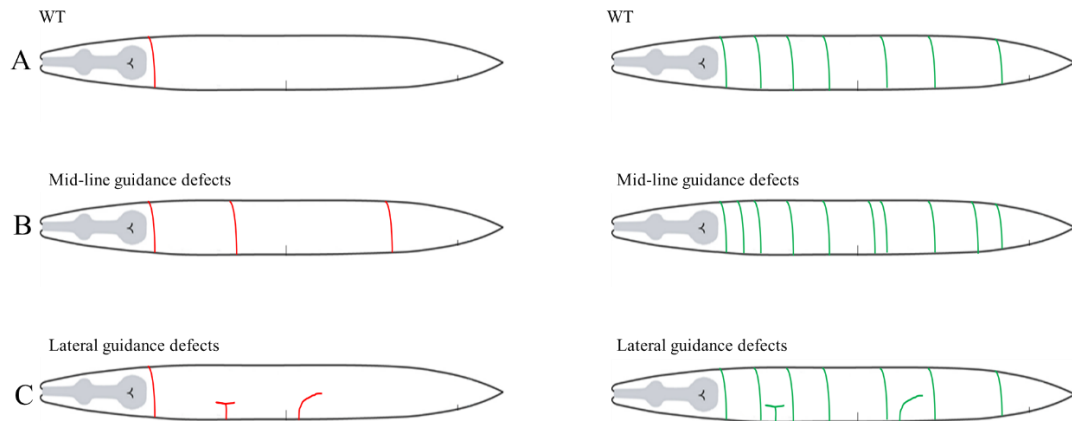 WT
WT
A
Mid-line guidance defects
Mid-line guidance defects
B
Lateral guidance defects
Lateral guidance defects
C